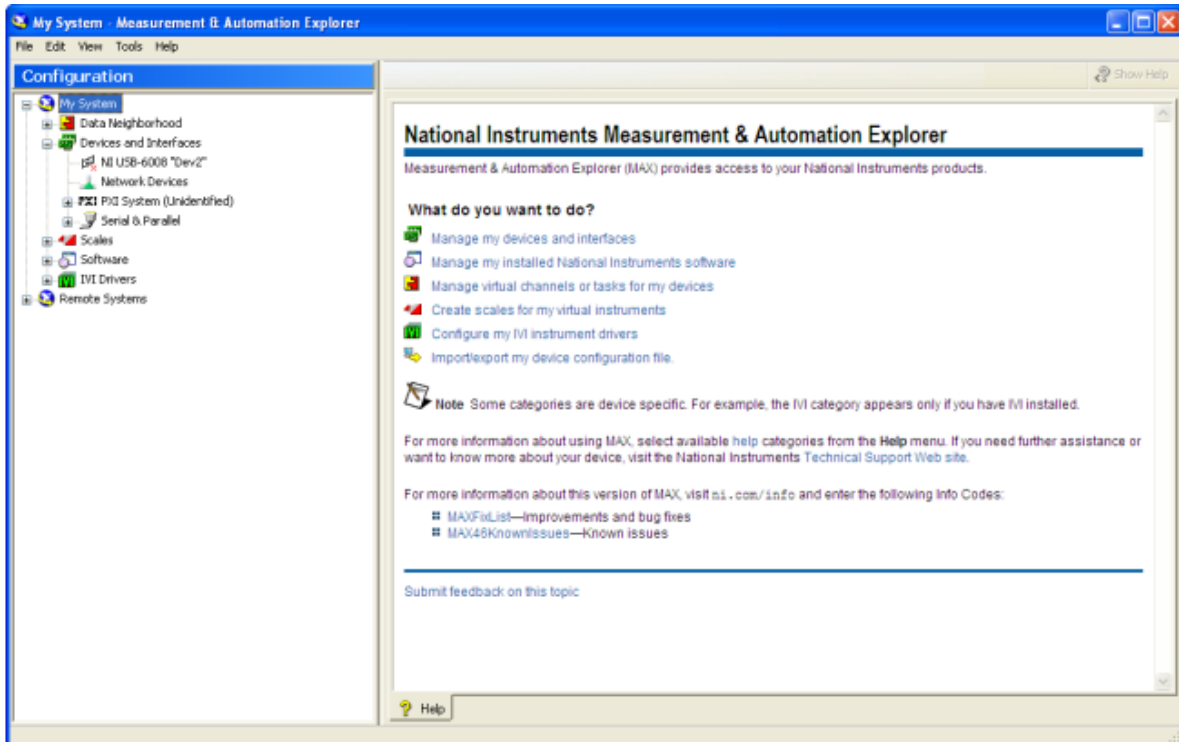 My System - Measurement & Automation Explorer
File Edit View Tools Help
Configuration
Show Help
My System
Data Neighborhood
Devices and Interfaces
NI USB-6008 "Dev2"
Network Devices
PXI PXI System (Unidentified)
Serial & Parallel
Scales
Software
IVI IVI Drivers
Remote Systems
National Instruments Measurement & Automation Explorer
Measurement & Automation Explorer (MAX) provides access to your National Instruments products.
What do you want to do?
Manage my devices and interfaces
Manage my installed National Instruments software
Manage virtual channels or tasks for my devices
Create scales for my virtual instruments
IVI Configure my IVI instrument drivers
Import/export my device configuration file.
Note Some categories are device specific. For example, the IVI category appears only if you have IVI installed.
For more information about using MAX, select available help categories from the Help menu. If you need further assistance or
want to know more about your device, visit the National Instruments Technical Support Web site.
For more information about this version of MAX, visit ni.com/info and enter the following Info Codes:
MAXFixList—Improvements and bug fixes
MAX46KnownIssues—Known issues
Submit feedback on this topic
Help